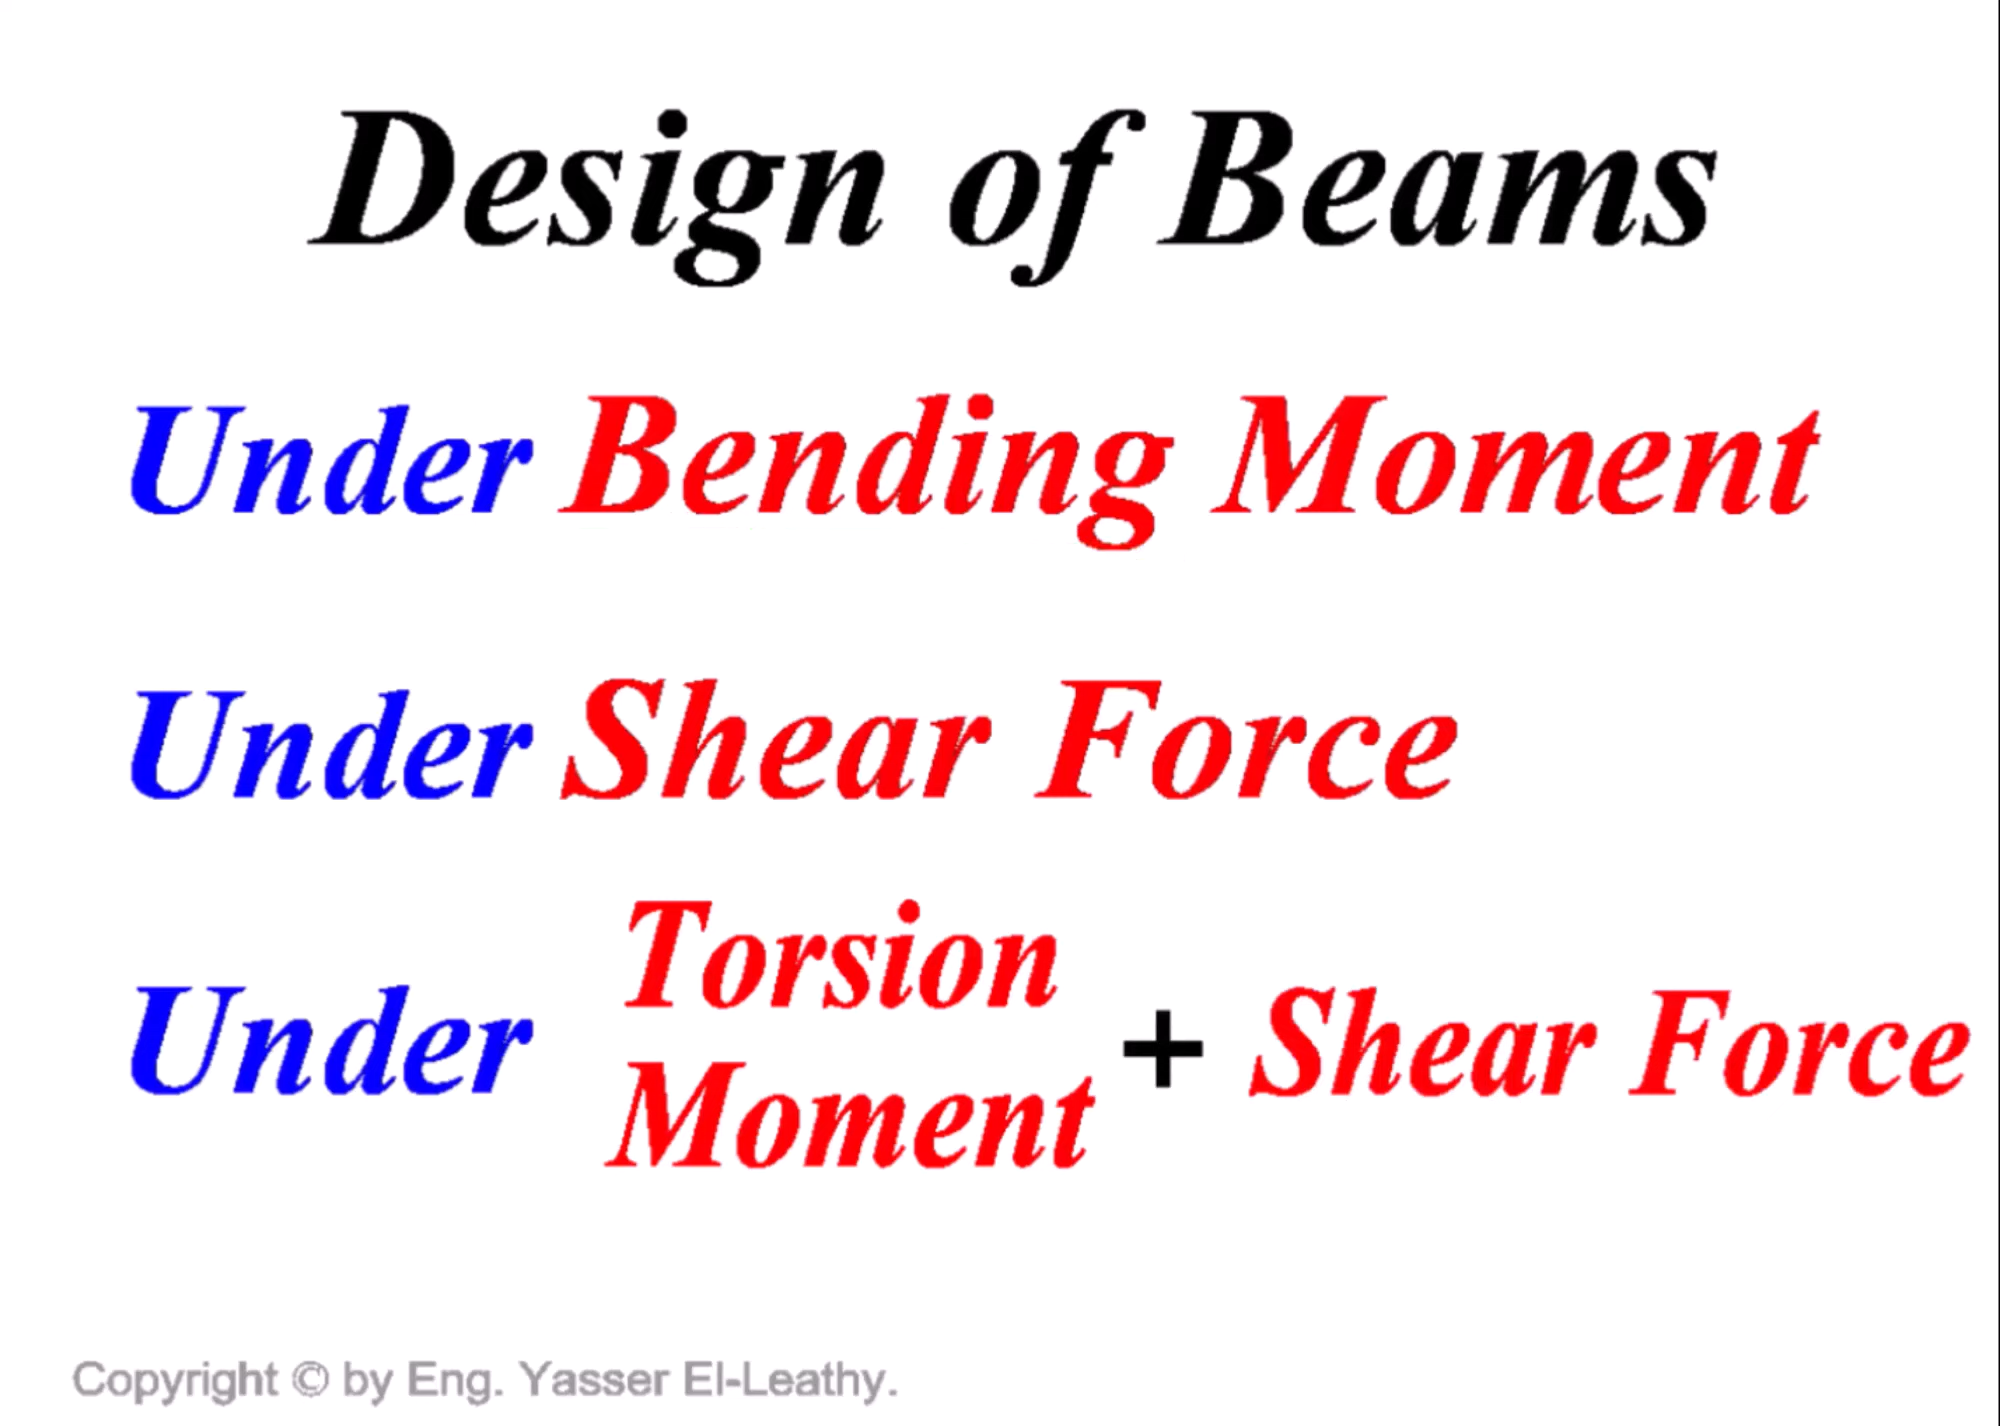 Design of Beams
Under Bending Moment
Under Shear Force
Under Torsion Moment + Shear Force
Copyright © by Eng. Yasser El-Leathy.